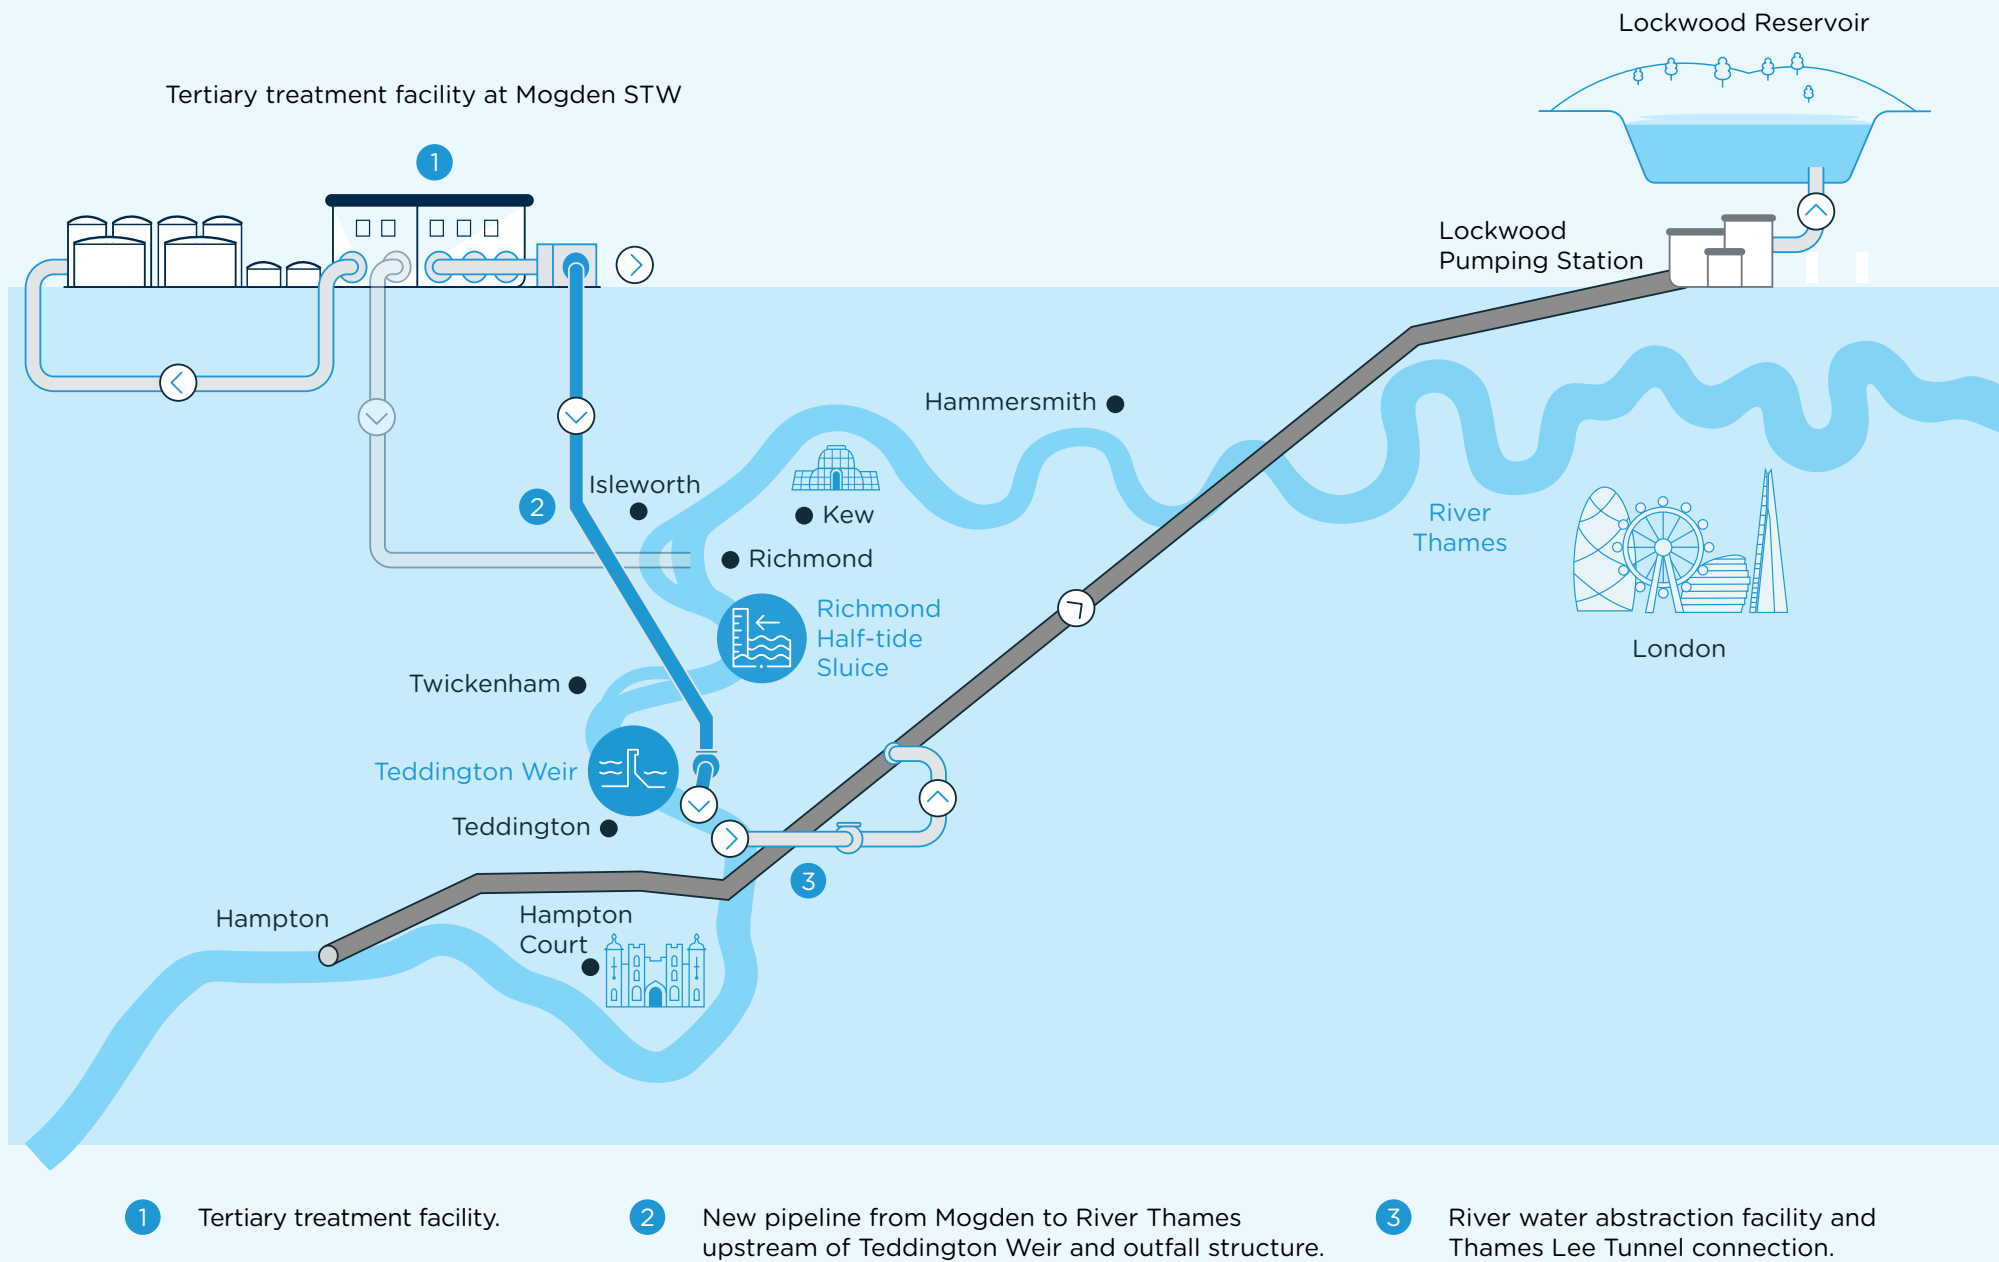 Lockwood Reservoir
Tertiary treatment facility at Mogden STW
1
Lockwood
Pumping Station
Hammersmith
Isleworth
2
Kew
River
Thames
Richmond
Richmond
Half-tide
Sluice
London
Twickenham
Teddington Weir
Teddington
3
Hampton
Hampton
Court
1 Tertiary treatment facility.
2 New pipeline from Mogden to River Thames
upstream of Teddington Weir and outfall structure.
3 River water abstraction facility and
Thames Lee Tunnel connection.